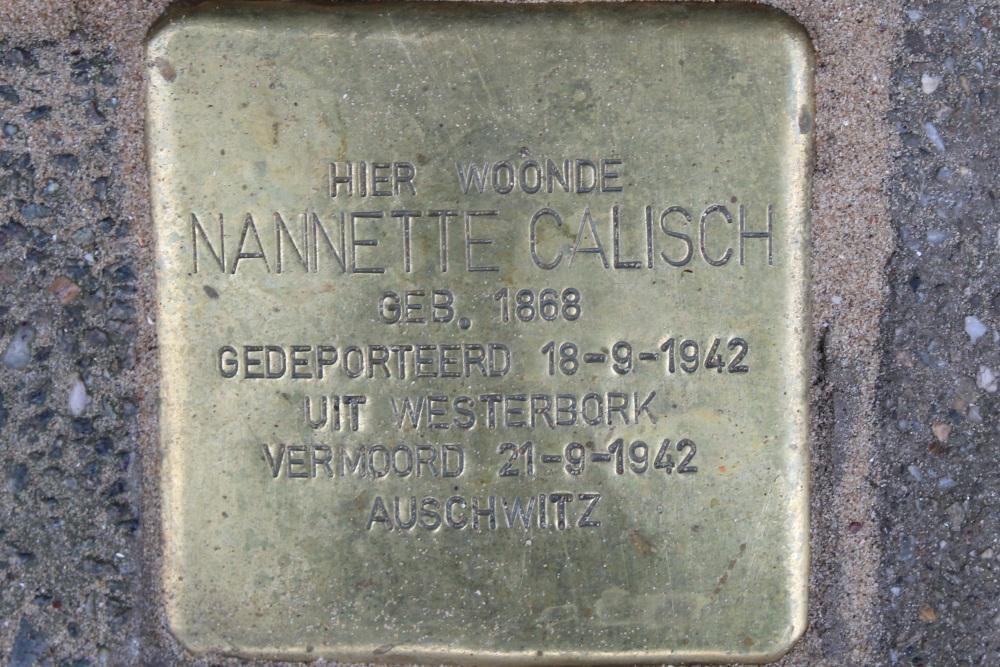 HIER WOONDE
NANNETTE CALISCH
GEB. 1868
GEDEPORTEERD 18-9-1942
UIT WESTERBORK
VERMOORD 21-9-1942
AUSCHWITZ